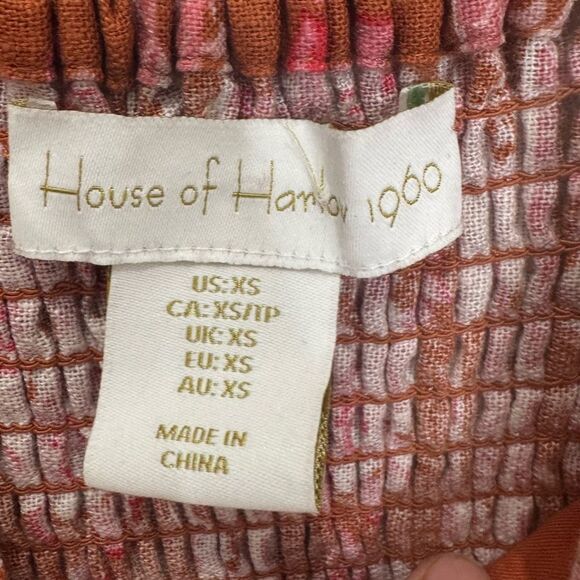 House of Harlow 1960
US: XS
CA: XS/TP
UK: XS
EU: XS
AU: XS
MADE IN
CHINA